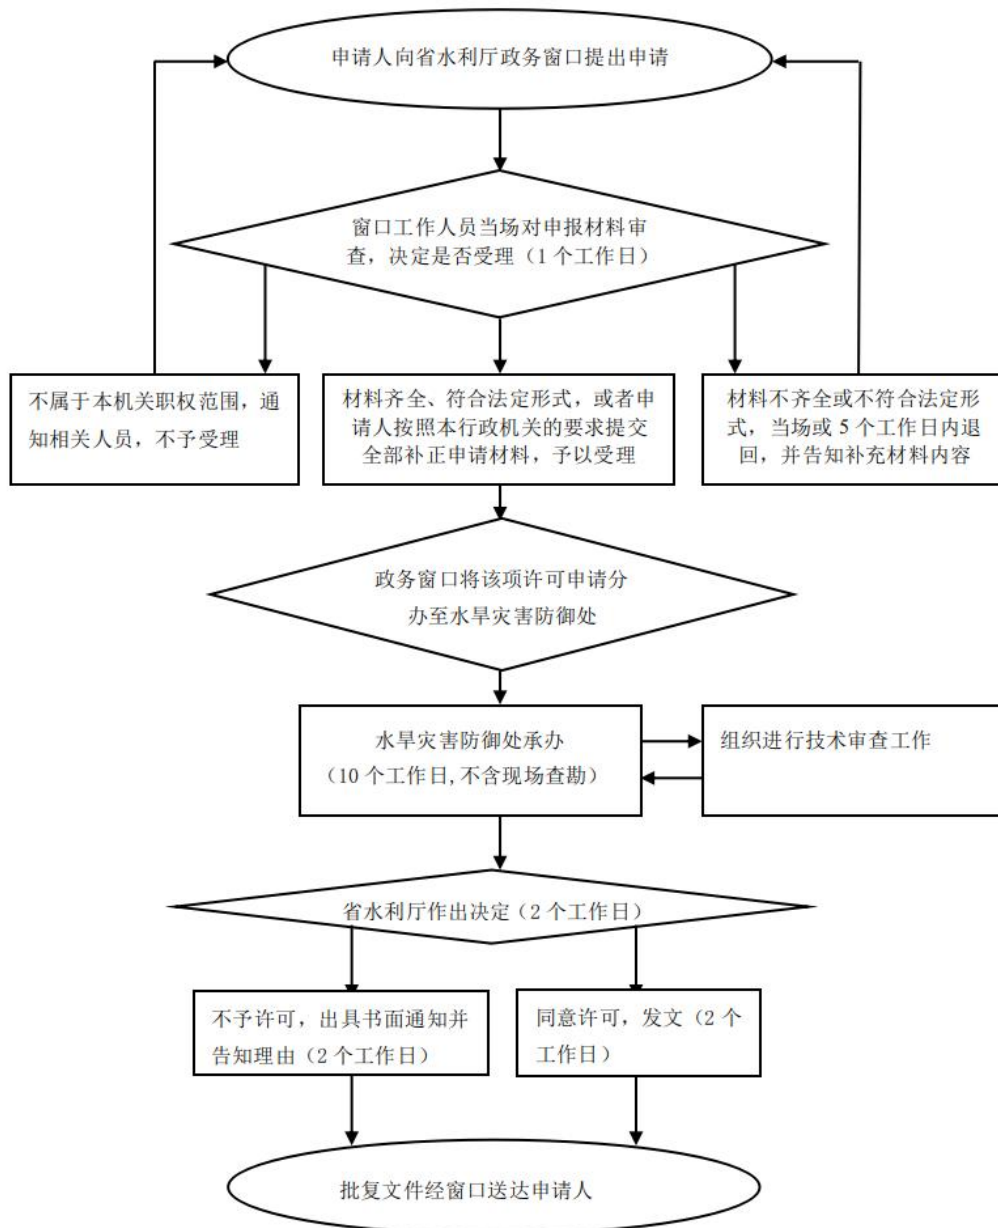 申请人向省水利厅政务窗口提出申请
窗口工作人员当场对申报材料审
查，决定是否受理（1 个工作日）
不属于本机关职权范围，通
知相关人员，不予受理
材料齐全、符合法定形式，或者申
请人按照本行政机关的要求提交
全部补正申请材料，予以受理
材料不齐全或不符合法定形
式，当场或 5 个工作日内退
回，并告知补充材料内容
政务窗口将该项许可申请分
办至水旱灾害防御处
水旱灾害防御处承办
（10 个工作日,不含现场查勘）
组织进行技术审查工作
省水利厅作出决定（2 个工作日）
不予许可，出具书面通知并
告知理由（2 个工作日）
同意许可，发文（2 个
工作日）
批复文件经窗口送达申请人